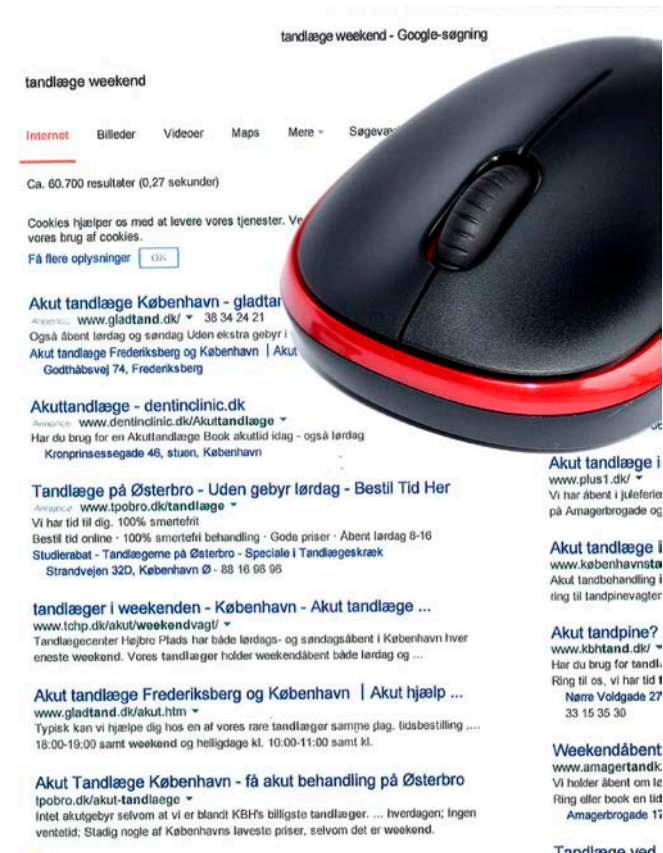 tandlæge weekend - Google-søgning
tandlæge weekend
Internet Billeder Videoer Maps Mere
Ca. 60.700 resultater (0,27 sekunder)
Cookies hjælper os med at levere vores tjenester.
vores brug af cookies.
Få flere oplysninger OK
Akut tandlæge København -
Annonce www.gladtand.dk/ 38 34 24 21
Også åbent lørdag og søndag Uden ekstra gebyr i
Akut tandlæge Frederiksberg og København | Akut
Godthåbsvej 74, Frederiksberg
Akuttandlæge - dentinclinic.dk
Annonce www.dentinclinic.dk/Akuttandlæge
Har du brug for en Akuttandlæge Book akuttid idag - også lørdag
Kronprinsessegade 46, stuen, København
Tandlæge på Østerbro - Uden gebyr lørdag - Bestil Tid Her
Annonce www.tpobro.dk/tandlæge
Vi har tid til dig. 100% smertefrit
Bestil tid online · 100% smertefri behandling · Gode priser · Åbent lørdag 8-16
Studierabat - Tandlægerne på Østerbro - Speciale i Tandlægeskræk
Strandvejen 32D, København Ø - 88 16 96 96
tandlæger i weekenden - København - Akut tandlæge ...
www.tchp.dk/akut/weekendvagt/
Tandlægecenter Højbro Plads har både lørdags- og søndagsåbent i København hver
eneste weekend. Vores tandlæger holder weekendåbent både lørdag og ...
Akut tandlæge Frederiksberg og København | Akut hjælp ...
www.gladtand.dk/akut.htm
Typisk kan vi hjælpe dig hos en af vores rare tandlæger samme dag. tidsbestilling ....
18:00-19:00 samt weekend og helligdage kl. 10:00-11:00 samt kl.
Akut Tandlæge København - få akut behandling på Østerbro
tpobro.dk/akut-tandlaege
Intet akutgebyr selvom at vi er blandt KBH's billigste tandlæger. ... hverdagen; Ingen
ventetid; Stadig nogle af Københavns laveste priser, selvom det er weekend.
Akut tandlæge i
www.plus1.dk/
Vi har åbent i juleferie
på Amagerbrogade og
Akut tandlæge
Akut tandbehandling
ring til tandpinevagten
Akut tandpine?
www.kbhtand.dk/
Har du brug for
Ring til os, vi har tid
Nørre Voldgade 27
33 15 35 30
Weekendåbent
Vi holder åbent om
Ring eller book en tid
Amagerbrogade
Tandlæge ved